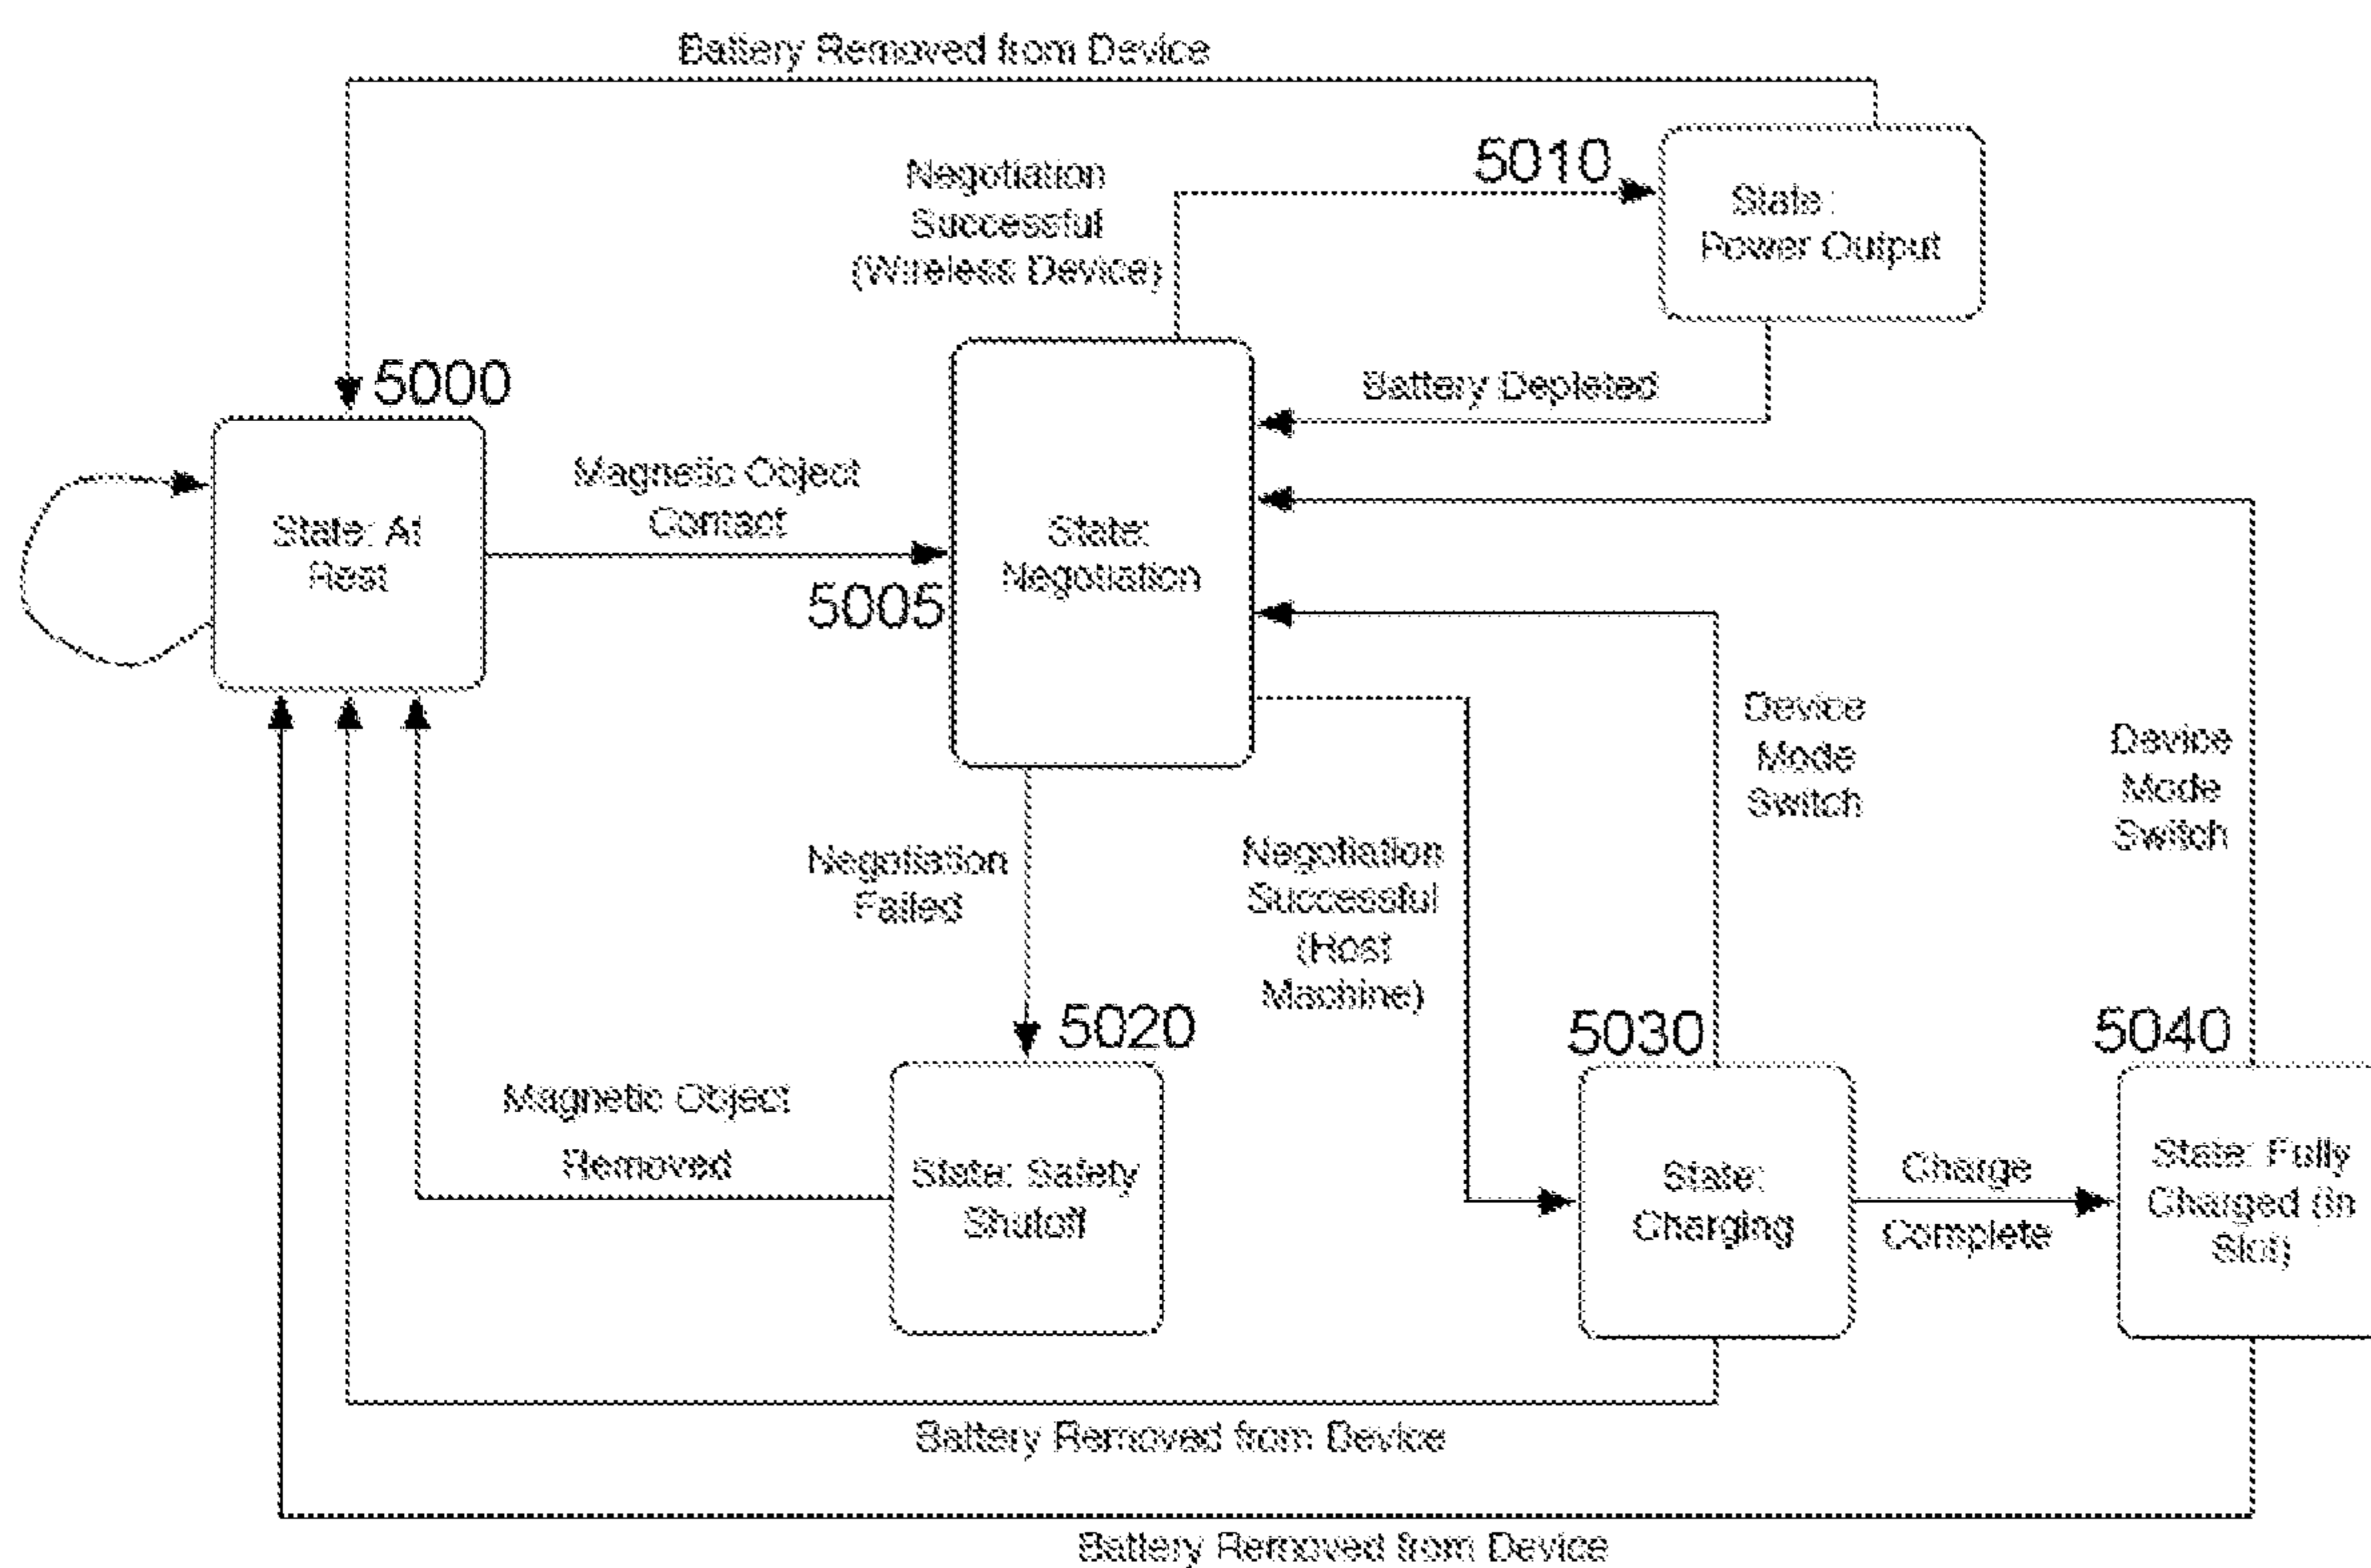 Battery Removed from Device
Negotiation
Successful
(Wireless Device)
5010
State:
Power Output
5000
Battery Depleted
State: At
Rest
Magnetic Object
Contact
5005
State:
Negotiation
Device
Mode
Switch
Device
Mode
Switch
Negotiation
Failed
Negotiation
Successful
(Host
Machine)
5020
5030
5040
Magnetic Object
Removed
State: Safety
Shutoff
State:
Charging
Charge
Complete
State: Fully
Charged (in
Slot)
Battery Removed from Device
Battery Removed from Device